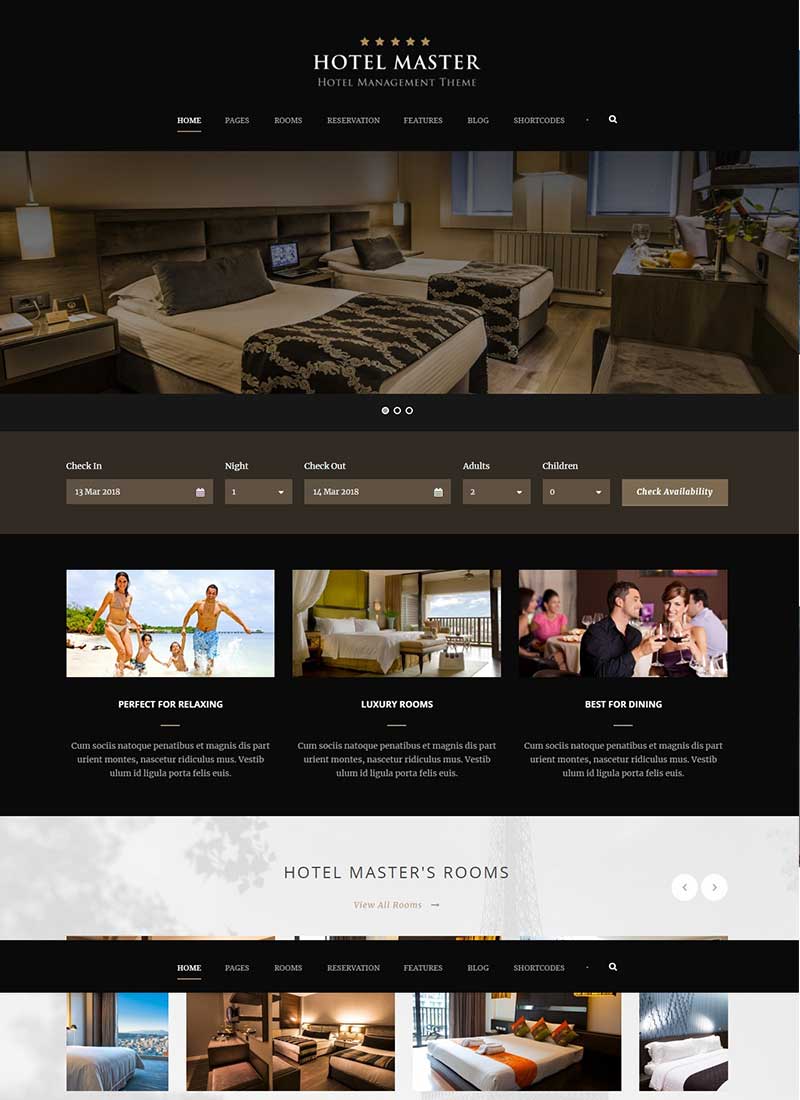 HOTEL MASTER
HOTEL MANAGEMENT THEME
HOME PAGES ROOMS RESERVATION FEATURES BLOG SHORTCODES
Check In Night Check Out Adults Children
13 Mar 2018 1 14 Mar 2018 2 0 Check Availability
PERFECT FOR RELAXING
Cum sociis natoque penatibus et magnis dis part
urient montes, nascetur ridiculus mus. Vestib
ulum id ligula porta felis euis.
LUXURY ROOMS
Cum sociis natoque penatibus et magnis dis part
urient montes, nascetur ridiculus mus. Vestib
ulum id ligula porta felis euis.
BEST FOR DINING
Cum sociis natoque penatibus et magnis dis part
urient montes, nascetur ridiculus mus. Vestib
ulum id ligula porta felis euis.
HOTEL MASTER'S ROOMS
View All Rooms →
HOME PAGES ROOMS RESERVATION FEATURES BLOG SHORTCODES